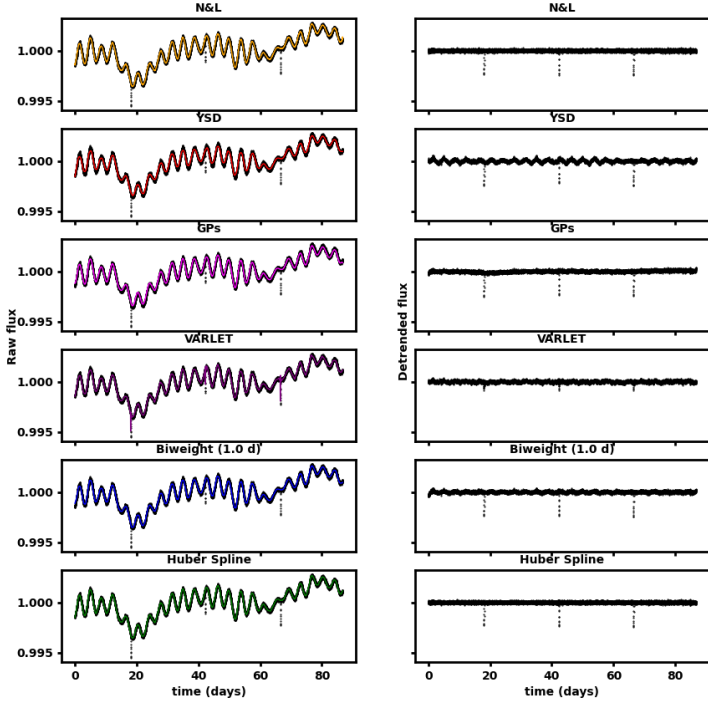 N&L
N&L
1.000
0.995
YSD
YSD
1.000
0.995
GPs
GPs
1.000
0.995
Raw flux
Detrended flux
VARLET
VARLET
1.000
0.995
Biweight (1.0 d)
Biweight (1.0 d)
1.000
0.995
Huber Spline
Huber Spline
1.000
0.995
0 20 40 60 80
0 20 40 60 80
time (days)
time (days)